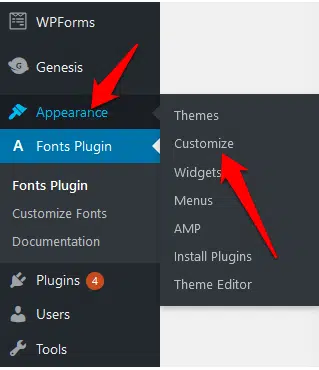 WPForms
Genesis
Appearance
A Fonts Plugin
Fonts Plugin
Customize Fonts
Documentation
Plugins 4
Users
Tools
Themes
Customize
Widgets
Menus
AMP
Install Plugins
Theme Editor